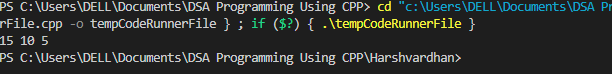 PS C:\Users\DELL\Documents\DSA Programming Using CPP> cd "c:\Users\DELL\Documents\DSA Pr
rFile.cpp -o tempCodeRunnerFile } ; if ($?) { .\tempCodeRunnerFile }
15 10 5
PS C:\Users\DELL\Documents\DSA Programming Using CPP\Harshvardhan>